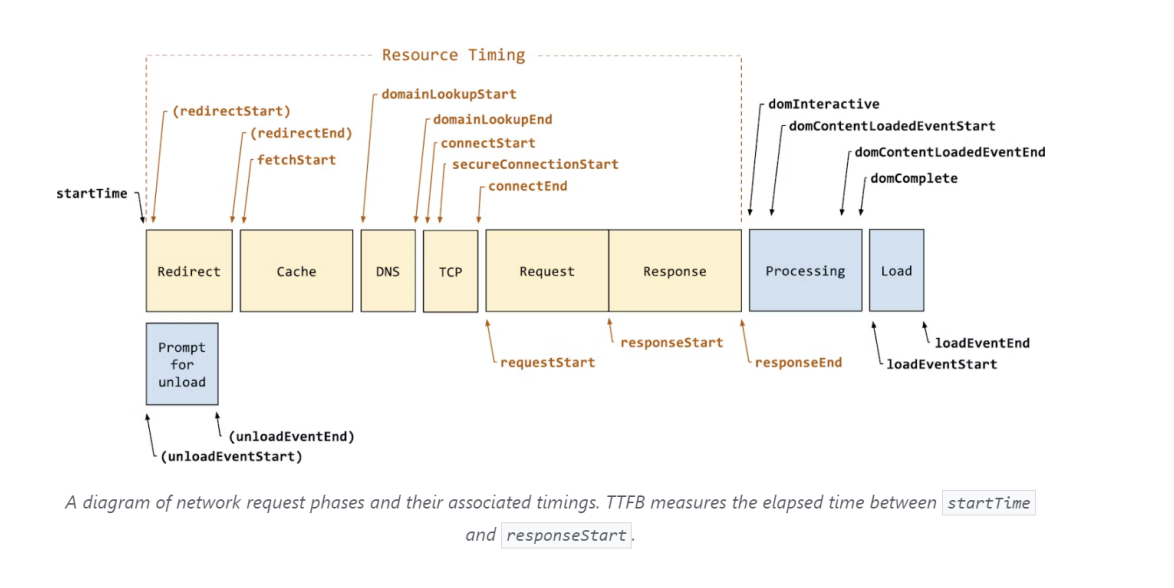 Resource Timing
domainLookupStart
(redirectStart)
domainLookupEnd
(redirectEnd)
connectStart
fetchStart
secureConnectionStart
connectEnd
startTime
domInteractive
domContentLoadedEventStart
domContentLoadedEventEnd
domComplete
Redirect
Cache
DNS
TCP
Request
Response
Processing
Load
Prompt
for
unload
responseStart
requestStart
responseEnd
loadEventEnd
loadEventStart
(unloadEventEnd)
(unloadEventStart)
A diagram of network request phases and their associated timings. TTFB measures the elapsed time between startTime
and responseStart.